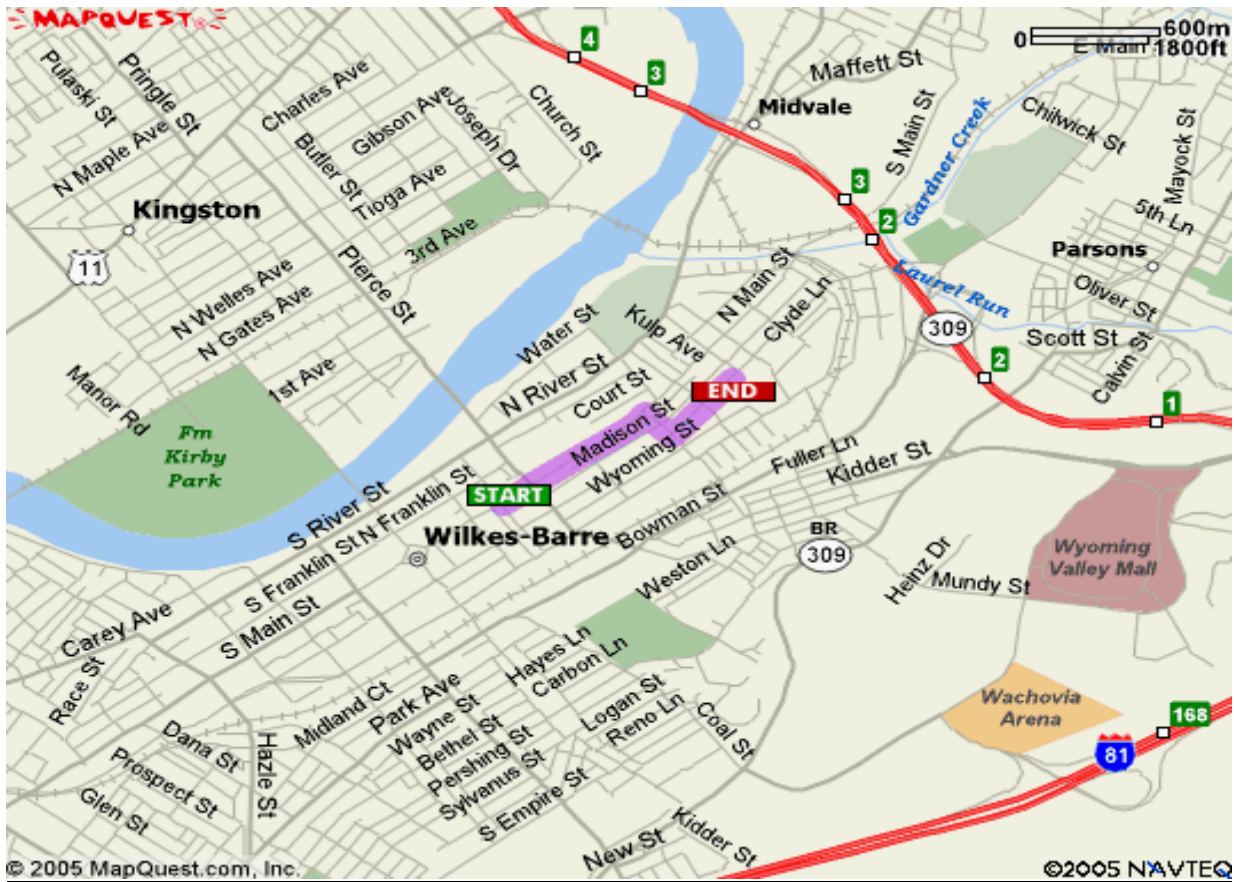 MAPQUEST
600m
0
1800ft
E Main
4
3
Maffett St
Pulaski St
Pringle St
Charles Ave
Midvale
N Maple Ave
Butler St
Gibson Ave
Joseph Dr
Church St
S Main St
Gardner Creek
Chilwick St
Mayock St
Tioga Ave
3
2
5th Ln
Kingston
3rd Ave
Parsons
11
N Welles Ave
Pierce St
N Main St
Clyde Ln
Laurel Run
Oliver St
N Gates Ave
Water St
Kulp Ave
309
Scott St
Manor Rd
1st Ave
N River St
Court St
2
Calvin St
END
1
Fm
Kirby
Park
Madison St
Wyoming St
Fuller Ln
Kidder St
START
S River St
N Franklin St
Bowman St
Wilkes-Barre
BR
309
Wyoming
Valley Mall
S Franklin St
Weston Ln
Heinz Dr
Mundy St
Carey Ave
S Main St
Hayes Ln
Carbon Ln
Race St
Midland Ct
Park Ave
Wayne St
Logan St
Reno Ln
Coal St
Wachovia
Arena
168
Dana St
Hazle St
Bethel St
Pershing St
Sylvanus St
81
Prospect St
S Empire St
Glen St
New St
Kidder St
© 2005 MapQuest.com, Inc.
©2005 NAVTEQ